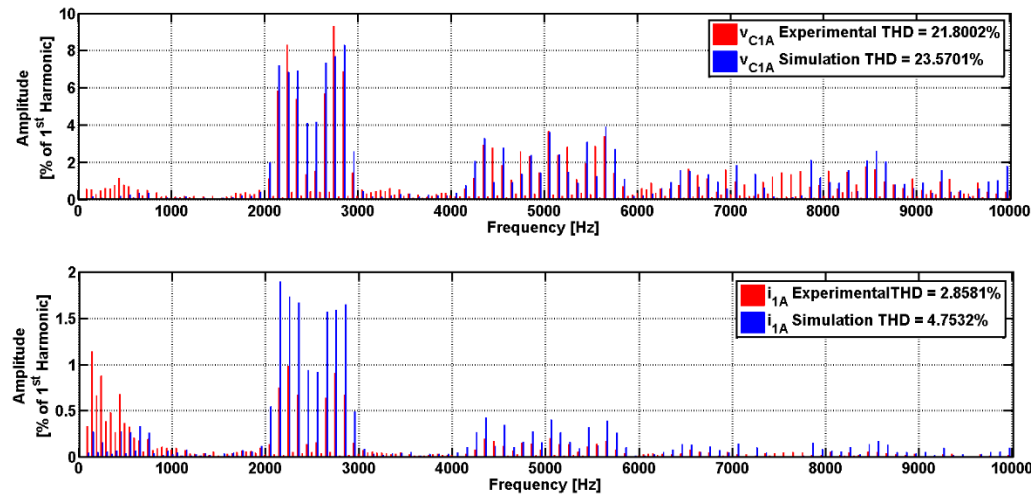 10
8
6
4
2
0
Amplitude
[% of 1st Harmonic]
vC1A Experimental THD = 21.8002%
vC1A Simulation THD = 23.5701%
0 1000 2000 3000 4000 5000 6000 7000 8000 9000 10000
Frequency [Hz]
2
1.5
1
0.5
0
Amplitude
[% of 1st Harmonic]
i1A ExperimentalTHD = 2.8581%
i1A Simulation THD = 4.7532%
0 1000 2000 3000 4000 5000 6000 7000 8000 9000 10000
Frequency [Hz]